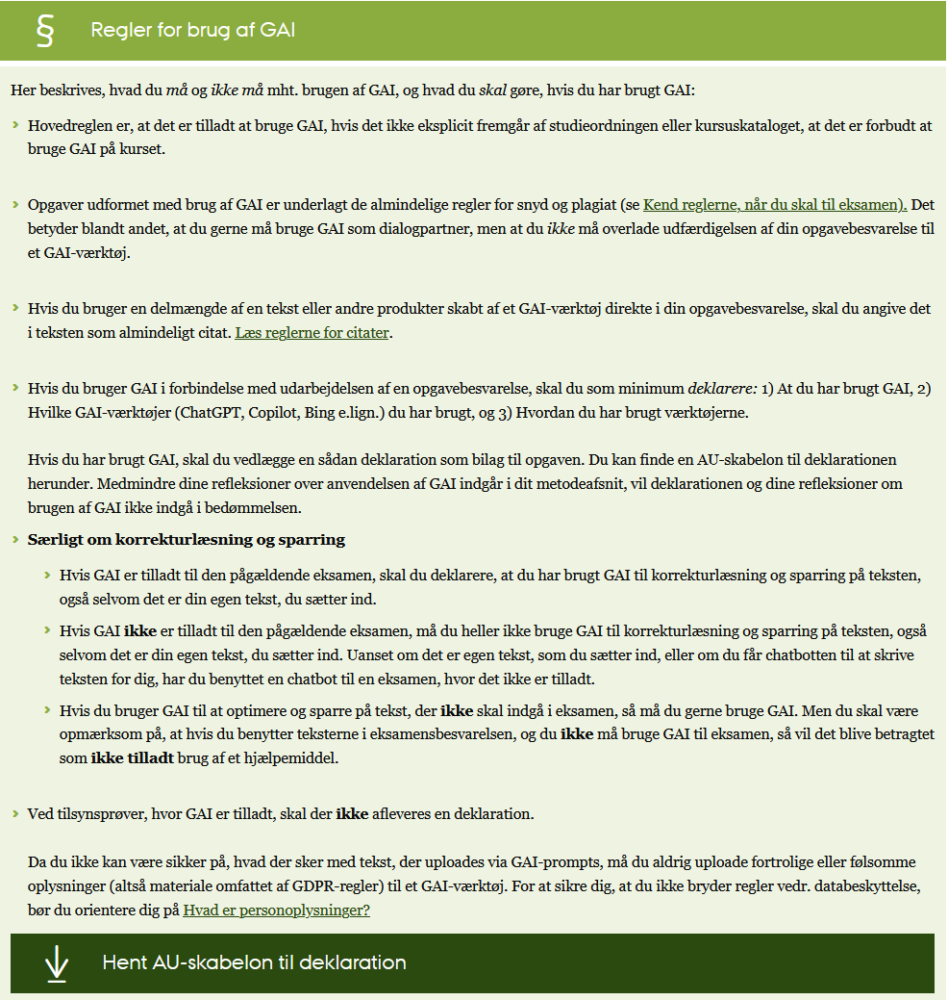 § Regler for brug af GAI
Her beskrives, hvad du må og ikke må mht. brugen af GAI, og hvad du skal gøre, hvis du har brugt GAI:
› Hovedreglen er, at det er tilladt at bruge GAI, hvis det ikke eksplicit fremgår af studieordningen eller kursuskataloget, at det er forbudt at
bruge GAI på kurset.
› Opgaver udformet med brug af GAI er underlagt de almindelige regler for snyd og plagiat (se Kend reglerne, når du skal til eksamen). Det
betyder blandt andet, at du gerne må bruge GAI som dialogpartner, men at du ikke må overlade udfærdigelsen af din opgavebesvarelse til
et GAI-værktøj.
› Hvis du bruger en delmængde af en tekst eller andre produkter skabt af et GAI-værktøj direkte i din opgavebesvarelse, skal du angive det
i teksten som almindeligt citat. Læs reglerne for citater.
› Hvis du bruger GAI i forbindelse med udarbejdelsen af en opgavebesvarelse, skal du som minimum deklarere: 1) At du har brugt GAI, 2)
Hvilke GAI-værktøjer (ChatGPT, Copilot, Bing e.lign.) du har brugt, og 3) Hvordan du har brugt værktøjerne.
Hvis du har brugt GAI, skal du vedlægge en sådan deklaration som bilag til opgaven. Du kan finde en AU-skabelon til deklarationen
herunder. Medmindre dine refleksioner over anvendelsen af GAI indgår i dit metodeafsnit, vil deklarationen og dine refleksioner om
brugen af GAI ikke indgå i bedømmelsen.
› Særligt om korrekturlæsning og sparring
› Hvis GAI er tilladt til den pågældende eksamen, skal du deklarere, at du har brugt GAI til korrekturlæsning og sparring på teksten,
også selvom det er din egen tekst, du sætter ind.
› Hvis GAI ikke er tilladt til den pågældende eksamen, må du heller ikke bruge GAI til korrekturlæsning og sparring på teksten, også
selvom det er din egen tekst, du sætter ind. Uanset om det er egen tekst, som du sætter ind, eller om du får chatbotten til at skrive
teksten for dig, har du benyttet en chatbot til en eksamen, hvor det ikke er tilladt.
› Hvis du bruger GAI til at optimere og sparre på tekst, der ikke skal indgå i eksamen, så må du gerne bruge GAI. Men du skal være
opmærksom på, at hvis du benytter teksterne i eksamensbesvarelsen, og du ikke må bruge GAI til eksamen, så vil det blive betragtet
som ikke tilladt brug af et hjælpemiddel.
› Ved tilsynsprøver, hvor GAI er tilladt, skal der ikke afleveres en deklaration.
Da du ikke kan være sikker på, hvad der sker med tekst, der uploades via GAI-prompts, må du aldrig uploade fortrolige eller følsomme
oplysninger (altså materiale omfattet af GDPR-regler) til et GAI-værktøj. For at sikre dig, at du ikke bryder regler vedr. databeskyttelse,
bør du orientere dig på Hvad er personoplysninger?
Hent AU-skabelon til deklaration